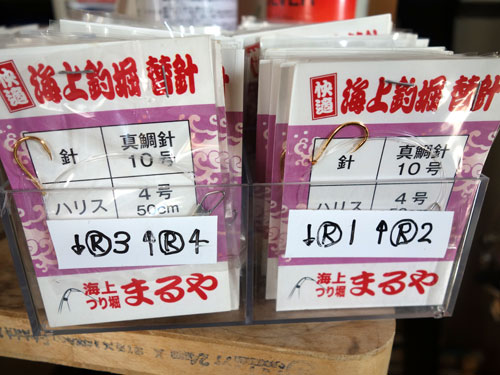 快適 海上釣堀 替針
針 真鯛針 10号
ハリス 4号 50cm
↓Ⓡ3 ↑Ⓡ4
海上つり堀 まるや
快適 海上釣堀 替針
針 真鯛針 10号
ハリス 4号
↓Ⓡ1 ↑Ⓡ2
海上つり堀 まるや